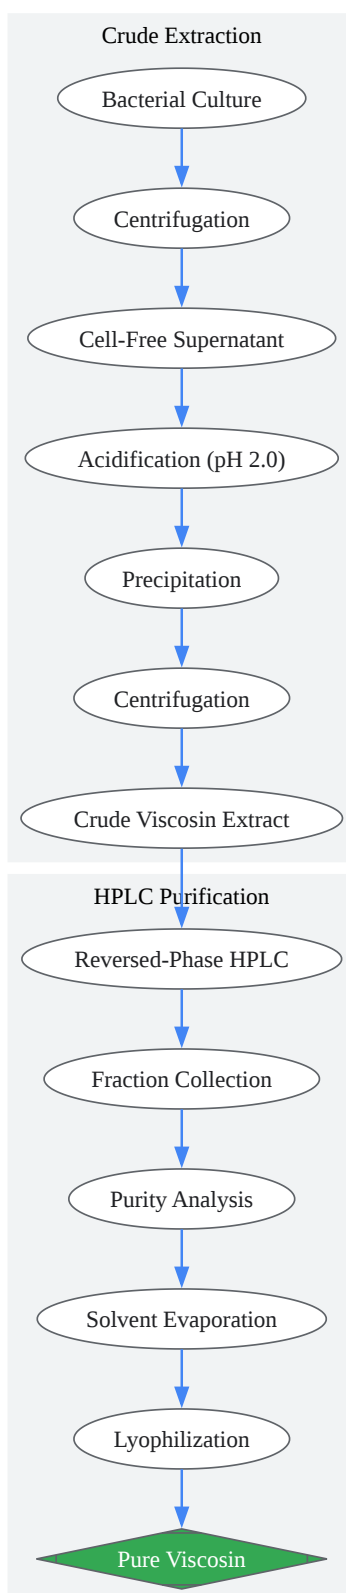 Crude Extraction
Bacterial Culture
Centrifugation
Cell-Free Supernatant
Acidification (pH 2.0)
Precipitation
Centrifugation
Crude Viscosin Extract
HPLC Purification
Reversed-Phase HPLC
Fraction Collection
Purity Analysis
Solvent Evaporation
Lyophilization
Pure Viscosin